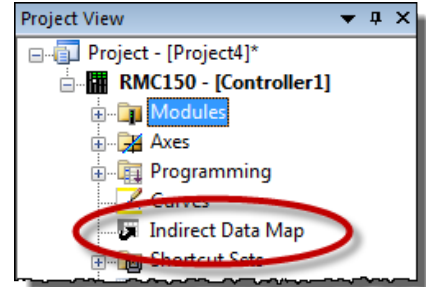 Project View
Project - [Project4]*
RMC150 - [Controller1]
Modules
Axes
Programming
Curves
Indirect Data Map
Shortcut Sets